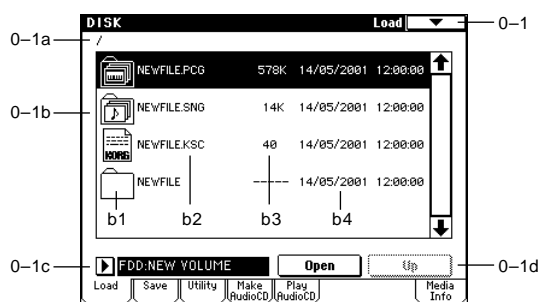 DISK Load
0–1
0–1a
/
NEWFILE.PCG 578K 14/05/2001 12:00:00
0–1b
NEWFILE.SNG 14K 14/05/2001 12:00:00
KORG NEWFILE.KSC 40 14/05/2001 12:00:00
NEWFILE ----- 14/05/2001 12:00:00
b1 b2 b3 b4
0–1c
FDD:NEW VOLUME Open Up
0–1d
Load Save Utility Make AudioCD Play AudioCD Media Info